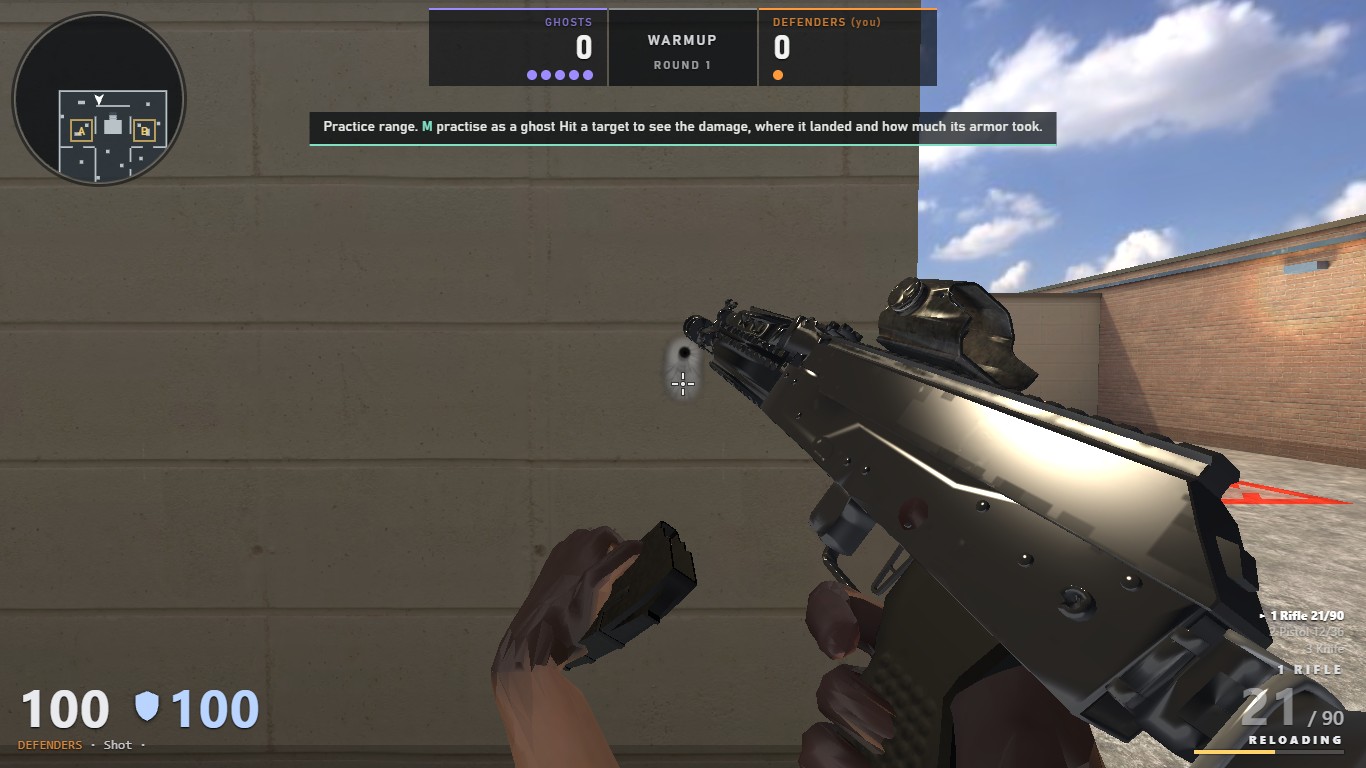 GHOSTS
0
WARMUP
ROUND 1
DEFENDERS (you)
0
Practice range. M practise as a ghost Hit a target to see the damage, where it landed and how much its armor took.
A
B
1 Rifle 21/90
2 Pistol 12/36
3 Knife
1 RIFLE
21 / 90
RELOADING
100 100
DEFENDERS · Shot ·